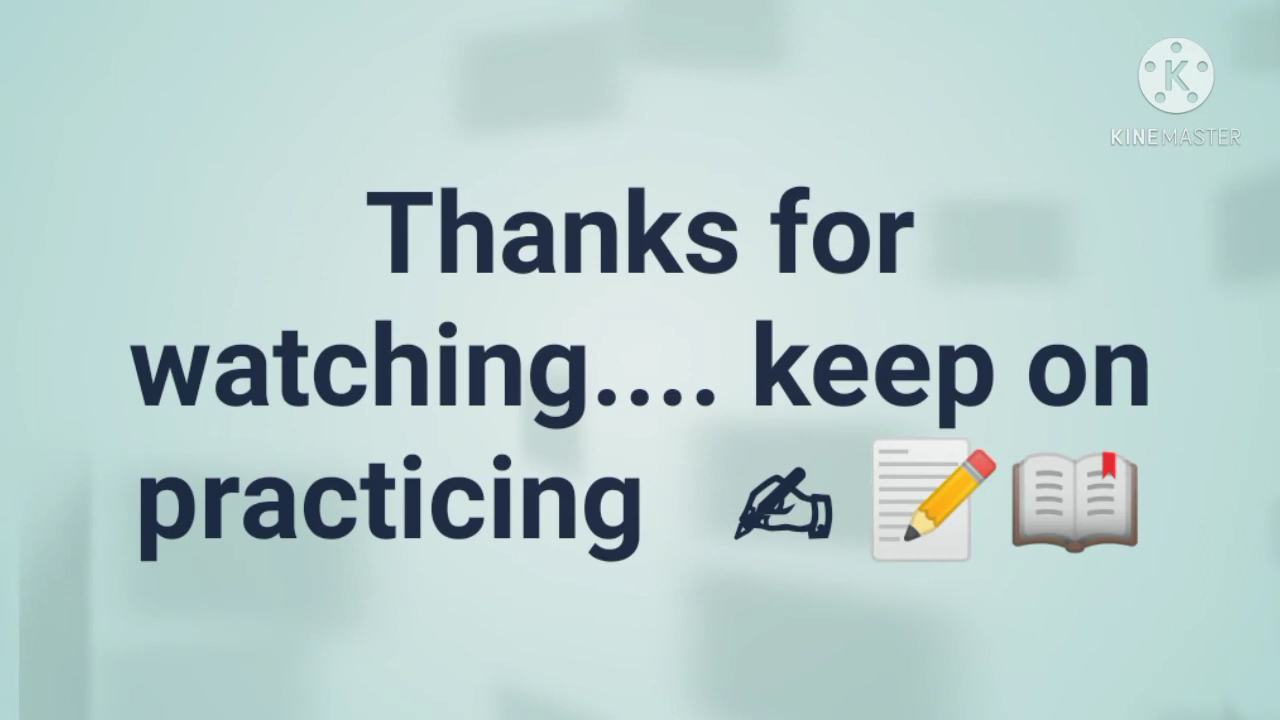 K
KINEMASTER
Thanks for
watching.... keep on
practicing ✍ 📝 📖